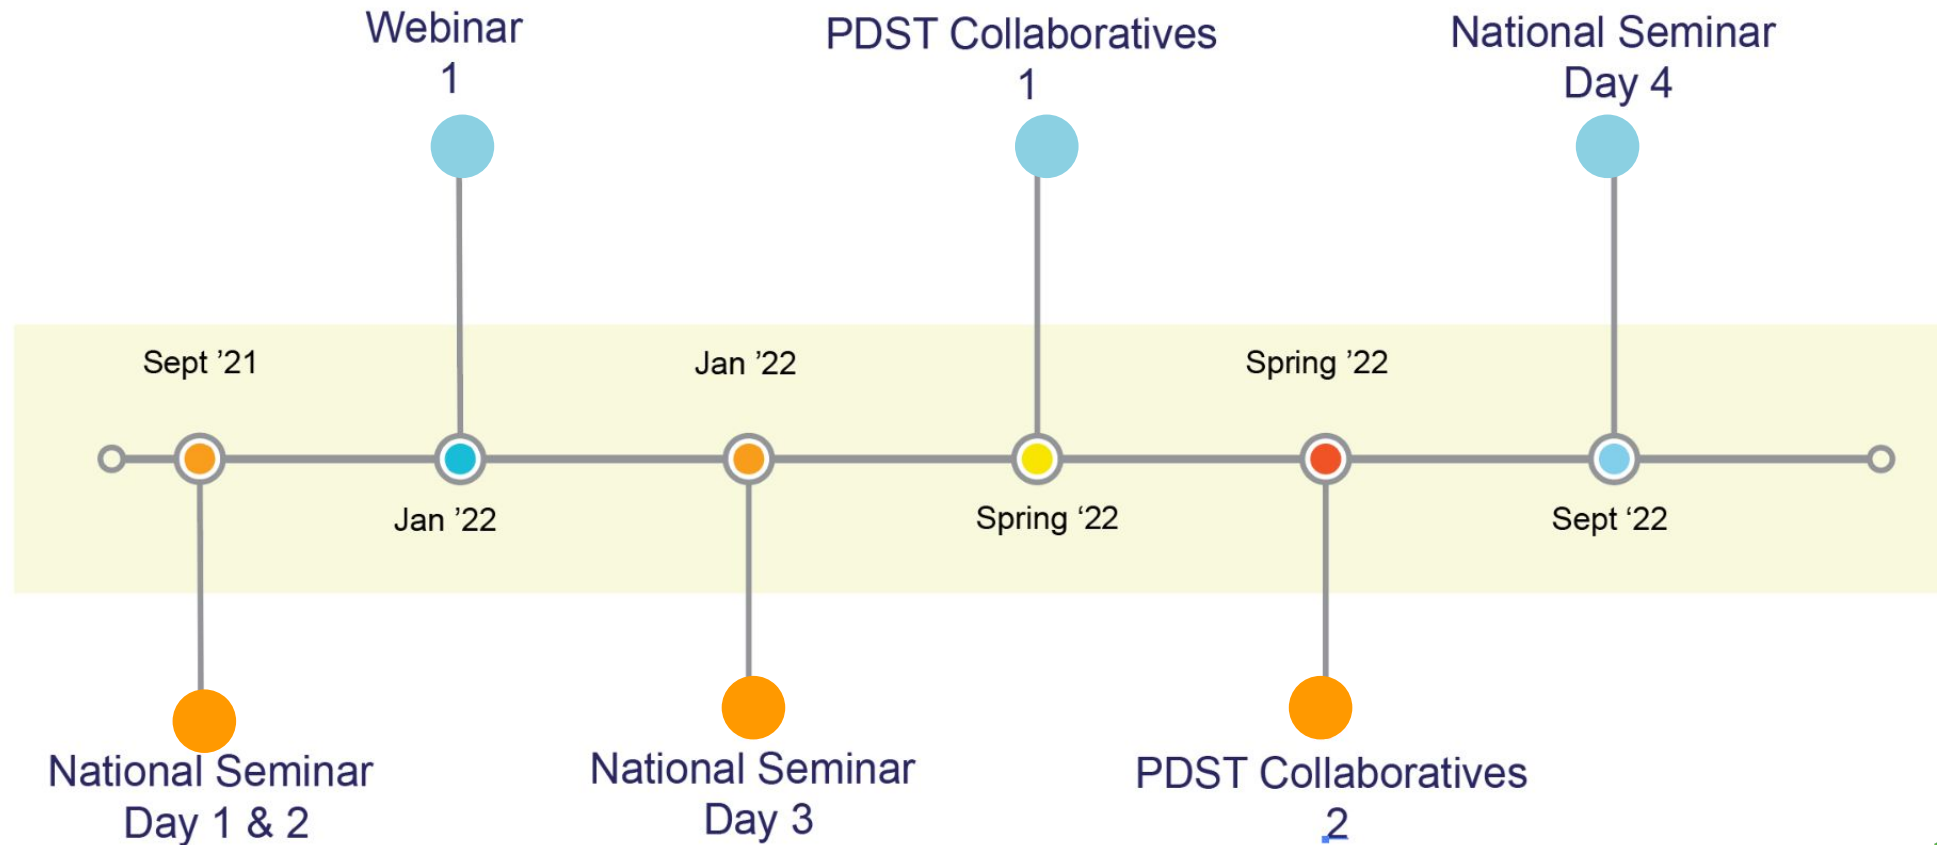 Webinar
1
PDST Collaboratives
1
National Seminar
Day 4
Sept ’21
Jan ’22
Spring ’22
Jan ’22
Spring ‘22
Sept ‘22
National Seminar
Day 1 & 2
National Seminar
Day 3
PDST Collaboratives
2